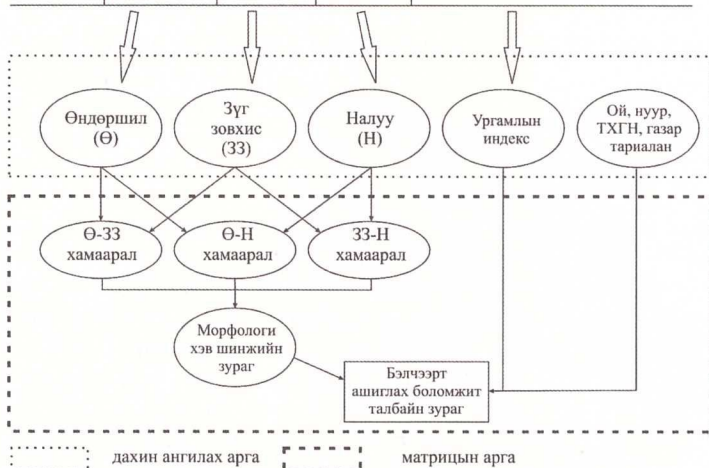 Өндөршил
(Ө)
Зүг
зовхис
(ЗЗ)
Налуу
(Н)
Ургамлын
индекс
Ой, нуур,
ТХГН, газар
тариалан
Ө-ЗЗ
хамаарал
Ө-Н
хамаарал
ЗЗ-Н
хамаарал
Морфологи
хэв шинжийн
зураг
Бэлчээрт
ашиглах боломжит
талбайн зураг
дахин ангилах арга
матрицын арга